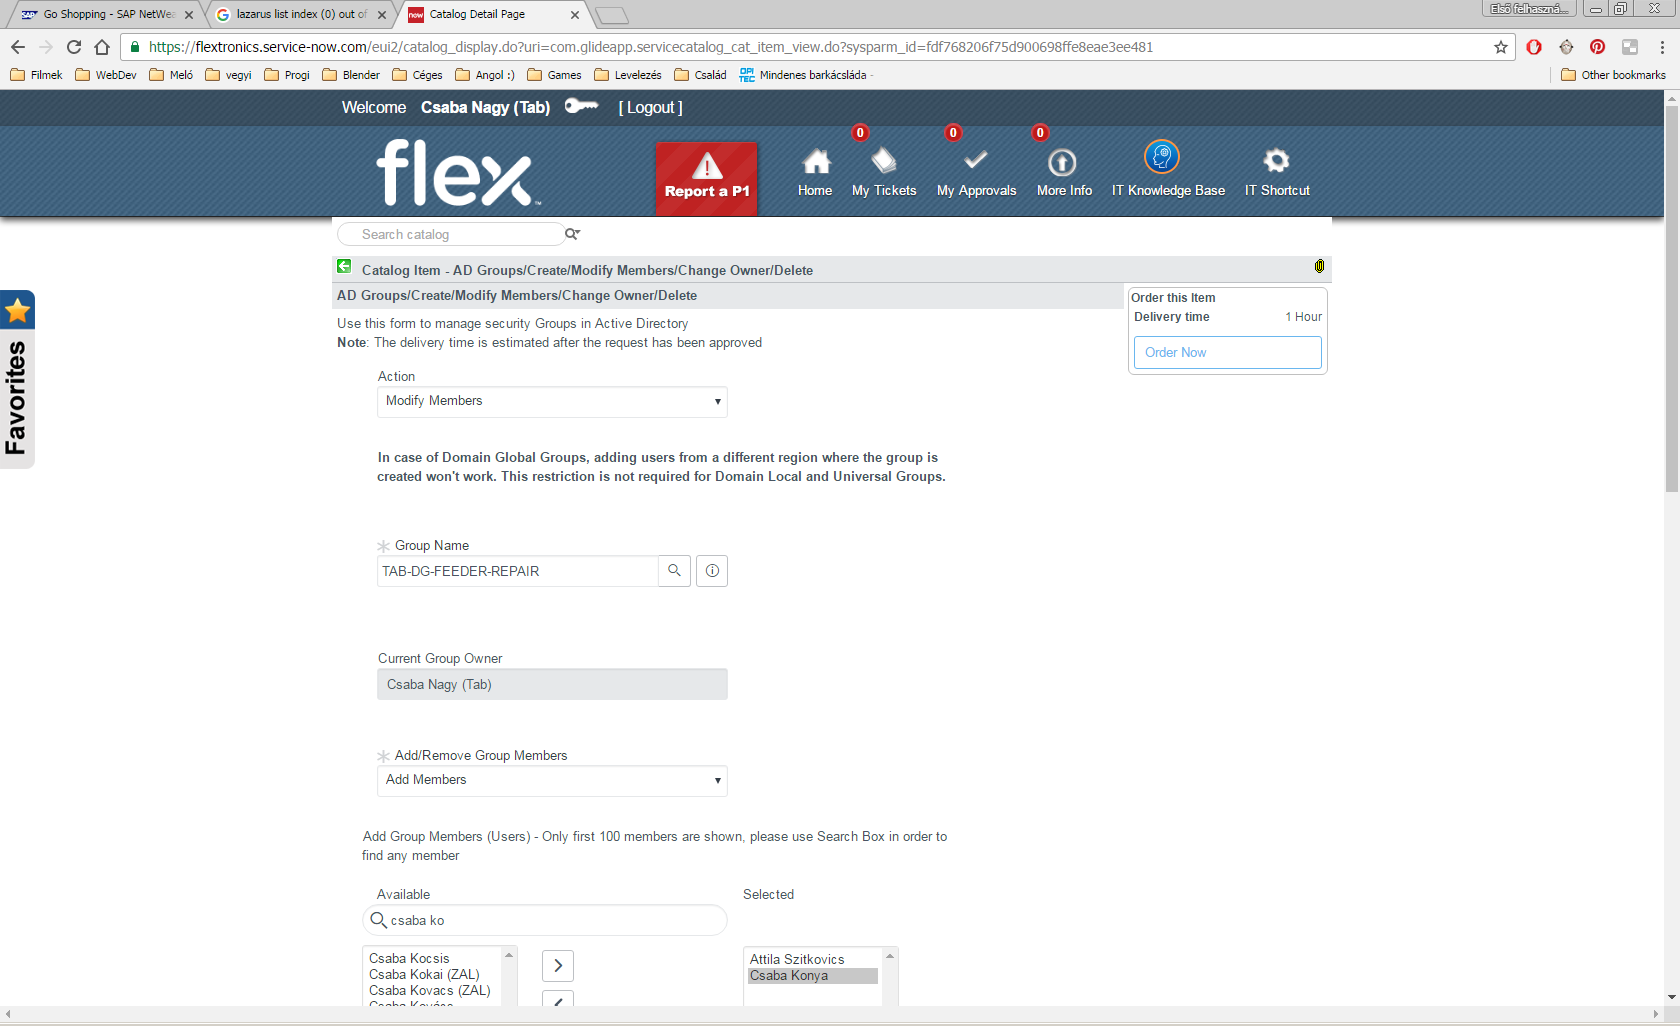 Go Shopping - SAP NetWea
lazarus list index (0) out of
Catalog Detail Page
Első felhaszná...
https://flextronics.service-now.com/eui2/catalog_display.do?uri=com.glideapp.servicecatalog_cat_item_view.do?sysparm_id=fdf768206f75d900698ffe8eae3ee481
Filmek
WebDev
Meló
vegyi
Progi
Blender
Céges
Angol :)
Games
Levelezés
Család
OPI TEC
Mindenes barkácsláda -
Other bookmarks
Welcome Csaba Nagy (Tab) [ Logout ]
flex™
Report a P1
Home
0
My Tickets
0
My Approvals
0
More Info
IT Knowledge Base
IT Shortcut
Search catalog
Favorites
Catalog Item - AD Groups/Create/Modify Members/Change Owner/Delete
AD Groups/Create/Modify Members/Change Owner/Delete
Order this Item
Delivery time 1 Hour
Order Now
Use this form to manage security Groups in Active Directory
Note: The delivery time is estimated after the request has been approved
Action
Modify Members
In case of Domain Global Groups, adding users from a different region where the group is
created won't work. This restriction is not required for Domain Local and Universal Groups.
Group Name
TAB-DG-FEEDER-REPAIR
Current Group Owner
Csaba Nagy (Tab)
Add/Remove Group Members
Add Members
Add Group Members (Users) - Only first 100 members are shown, please use Search Box in order to
find any member
Available
Selected
csaba ko
Csaba Kocsis
Csaba Kokai (ZAL)
Csaba Kovacs (ZAL)
Attila Szitkovics
Csaba Konya